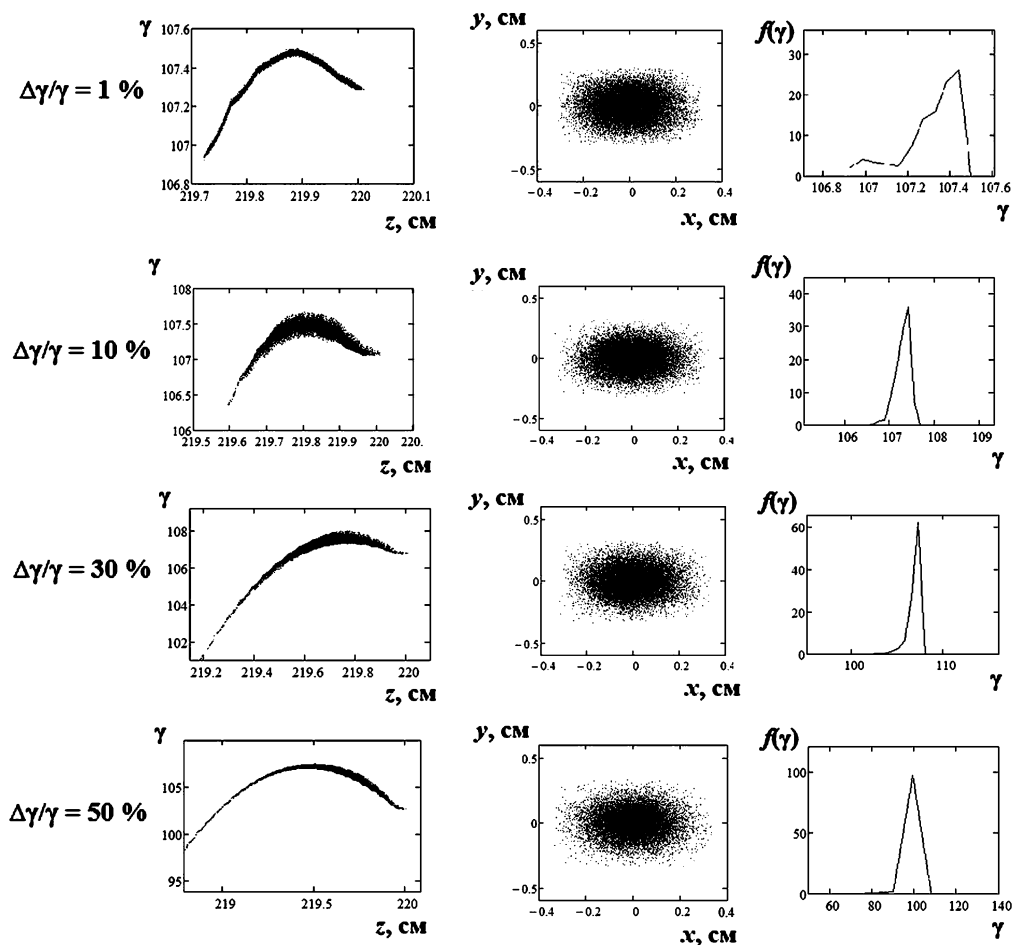 Δγ/γ = 1 %
γ
107.6
107.4
107.2
107
106.8
219.7 219.8 219.9 220 220.1
z, см
y, см
0.5
0
−0.5
−0.4 −0.2 0 0.2 0.4
x, см
f(γ)
30
20
10
0
106.8 107 107.2 107.4 107.6
γ
Δγ/γ = 10 %
γ
108
107.5
107
106.5
106
219.5 219.6 219.7 219.8 219.9 220 220.
z, см
y, см
0.5
0
−0.5
−0.4 −0.2 0 0.2 0.4
x, см
f(γ)
40
30
20
10
0
106 107 108 109
γ
Δγ/γ = 30 %
γ
108
106
104
102
219.2 219.4 219.6 219.8 220
z, см
y, см
0.5
0
−0.5
−0.4 −0.2 0 0.2 0.4
x, см
f(γ)
60
40
20
0
100 110
γ
Δγ/γ = 50 %
γ
105
100
95
219 219.5 220
z, см
y, см
0.5
0
−0.5
−0.4 −0.2 0 0.2 0.4
x, см
f(γ)
100
50
0
60 80 100 120 140
γ